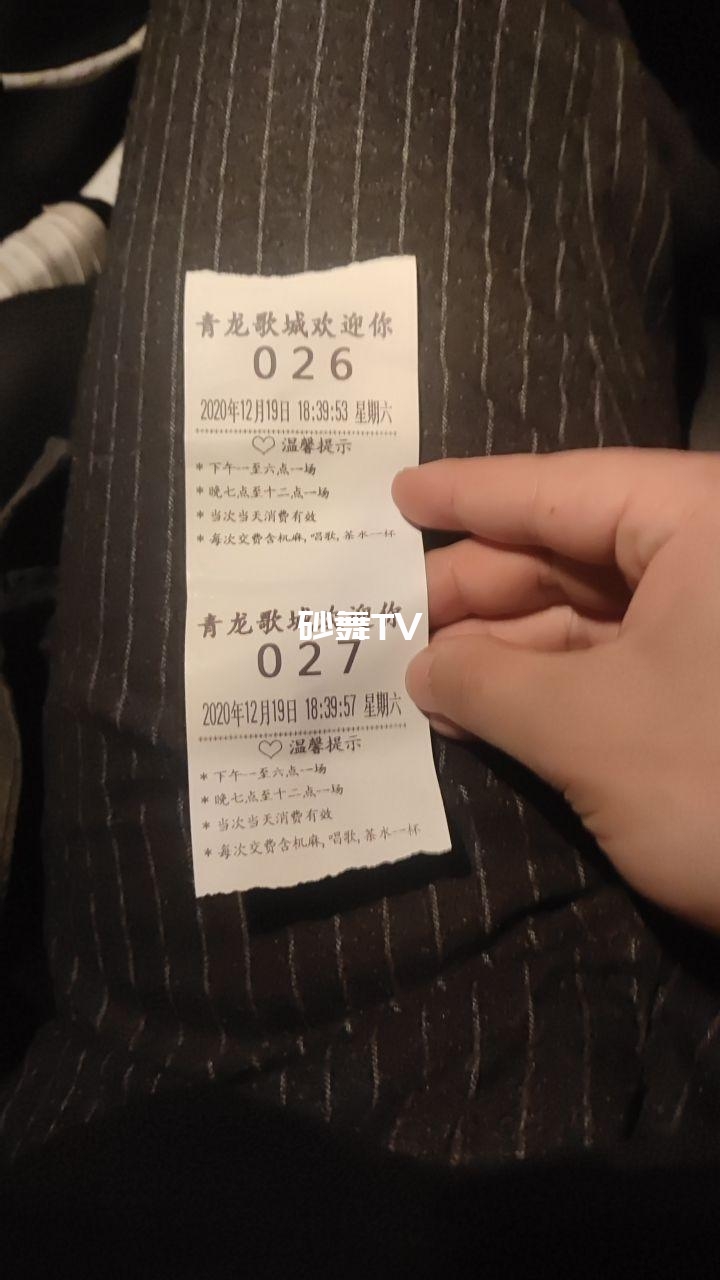 青龙歌城欢迎你
026
2020年12月19日 18:39:53 星期六
温馨提示
* 下午一至六点一场
* 晚七点至十二点一场
* 当次当天消费有效
* 每次交费含机麻,唱歌,茶水一杯
青龙歌城 迎你
砂舞TV
027
2020年12月19日 18:39:57 星期六
温馨提示
* 下午一至六点一场
* 晚七点至十二点一场
* 当次当天消费有效
* 每次交费含机麻,唱歌,茶水一杯